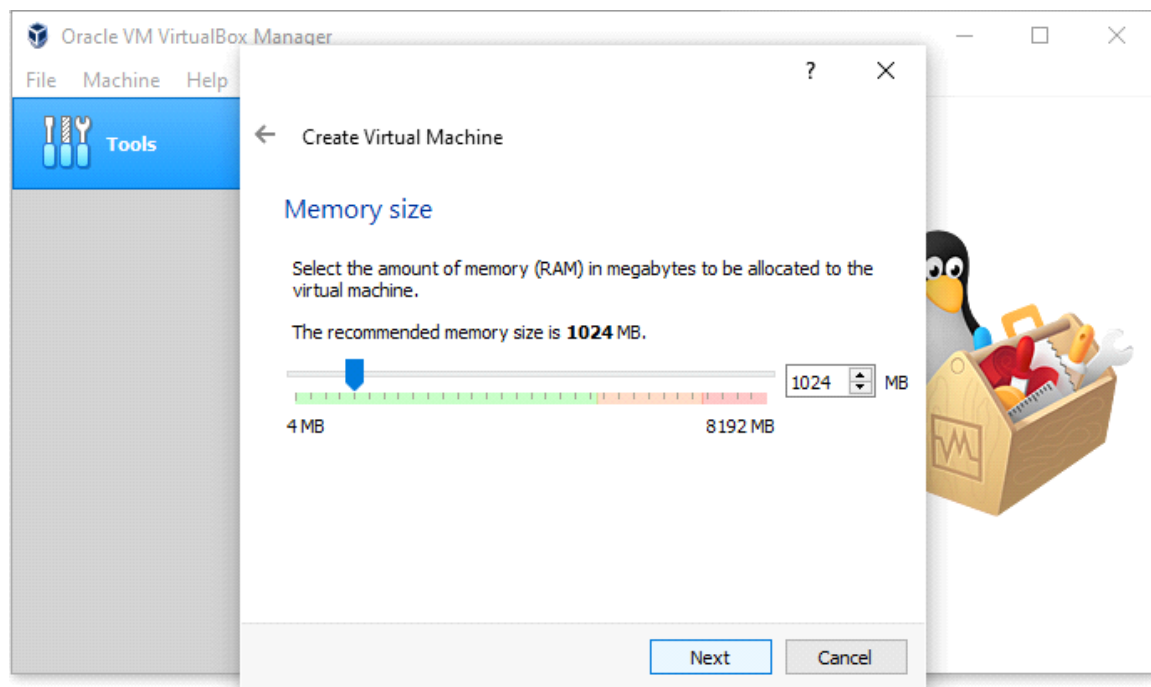 Oracle VM VirtualBox Manager
File Machine Help
?
Tools
Create Virtual Machine
Memory size
Select the amount of memory (RAM) in megabytes to be allocated to the
virtual machine.
The recommended memory size is 1024 MB.
1024 MB
4 MB 8192 MB
Next Cancel